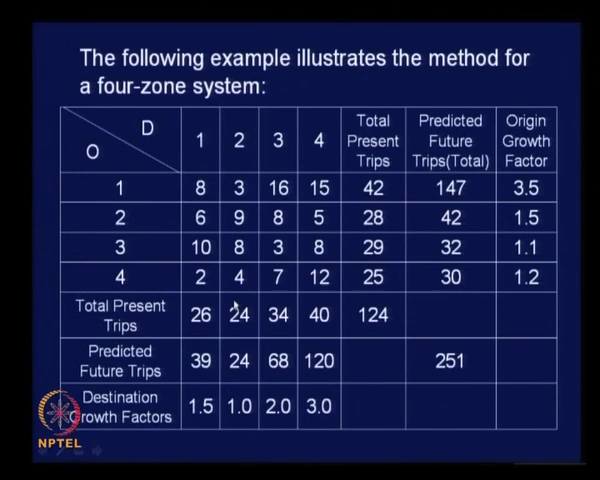 The following example illustrates the method for
a four-zone system:
D
O
1 2 3 4 Total Present Trips Predicted Future Trips(Total) Origin Growth Factor
1 8 3 16 15 42 147 3.5
2 6 9 8 5 28 42 1.5
3 10 8 3 8 29 32 1.1
4 2 4 7 12 25 30 1.2
Total Present Trips 26 24 34 40 124
Predicted Future Trips 39 24 68 120 251
Destination Growth Factors 1.5 1.0 2.0 3.0
NPTEL